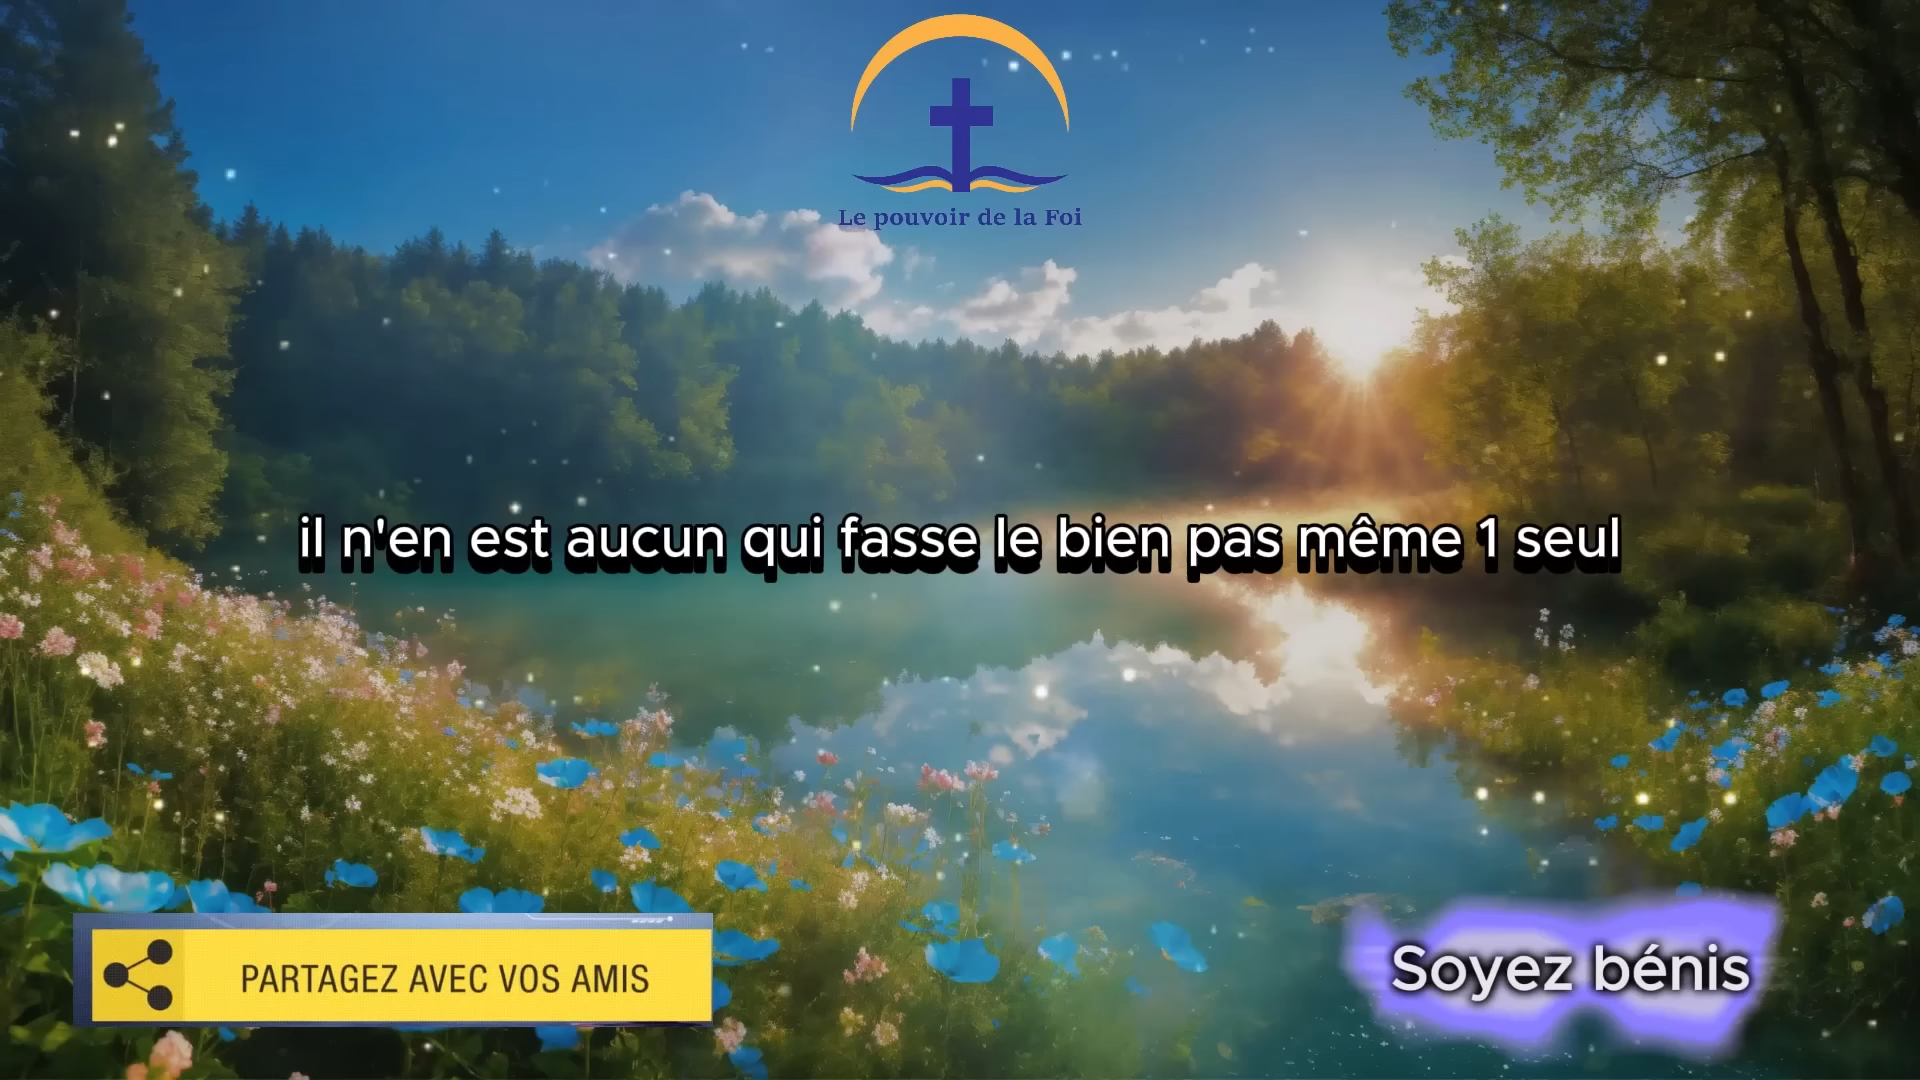 Le pouvoir de la Foi
il n'en est aucun qui fasse le bien pas même 1 seul
PARTAGEZ AVEC VOS AMIS
Soyez bénis